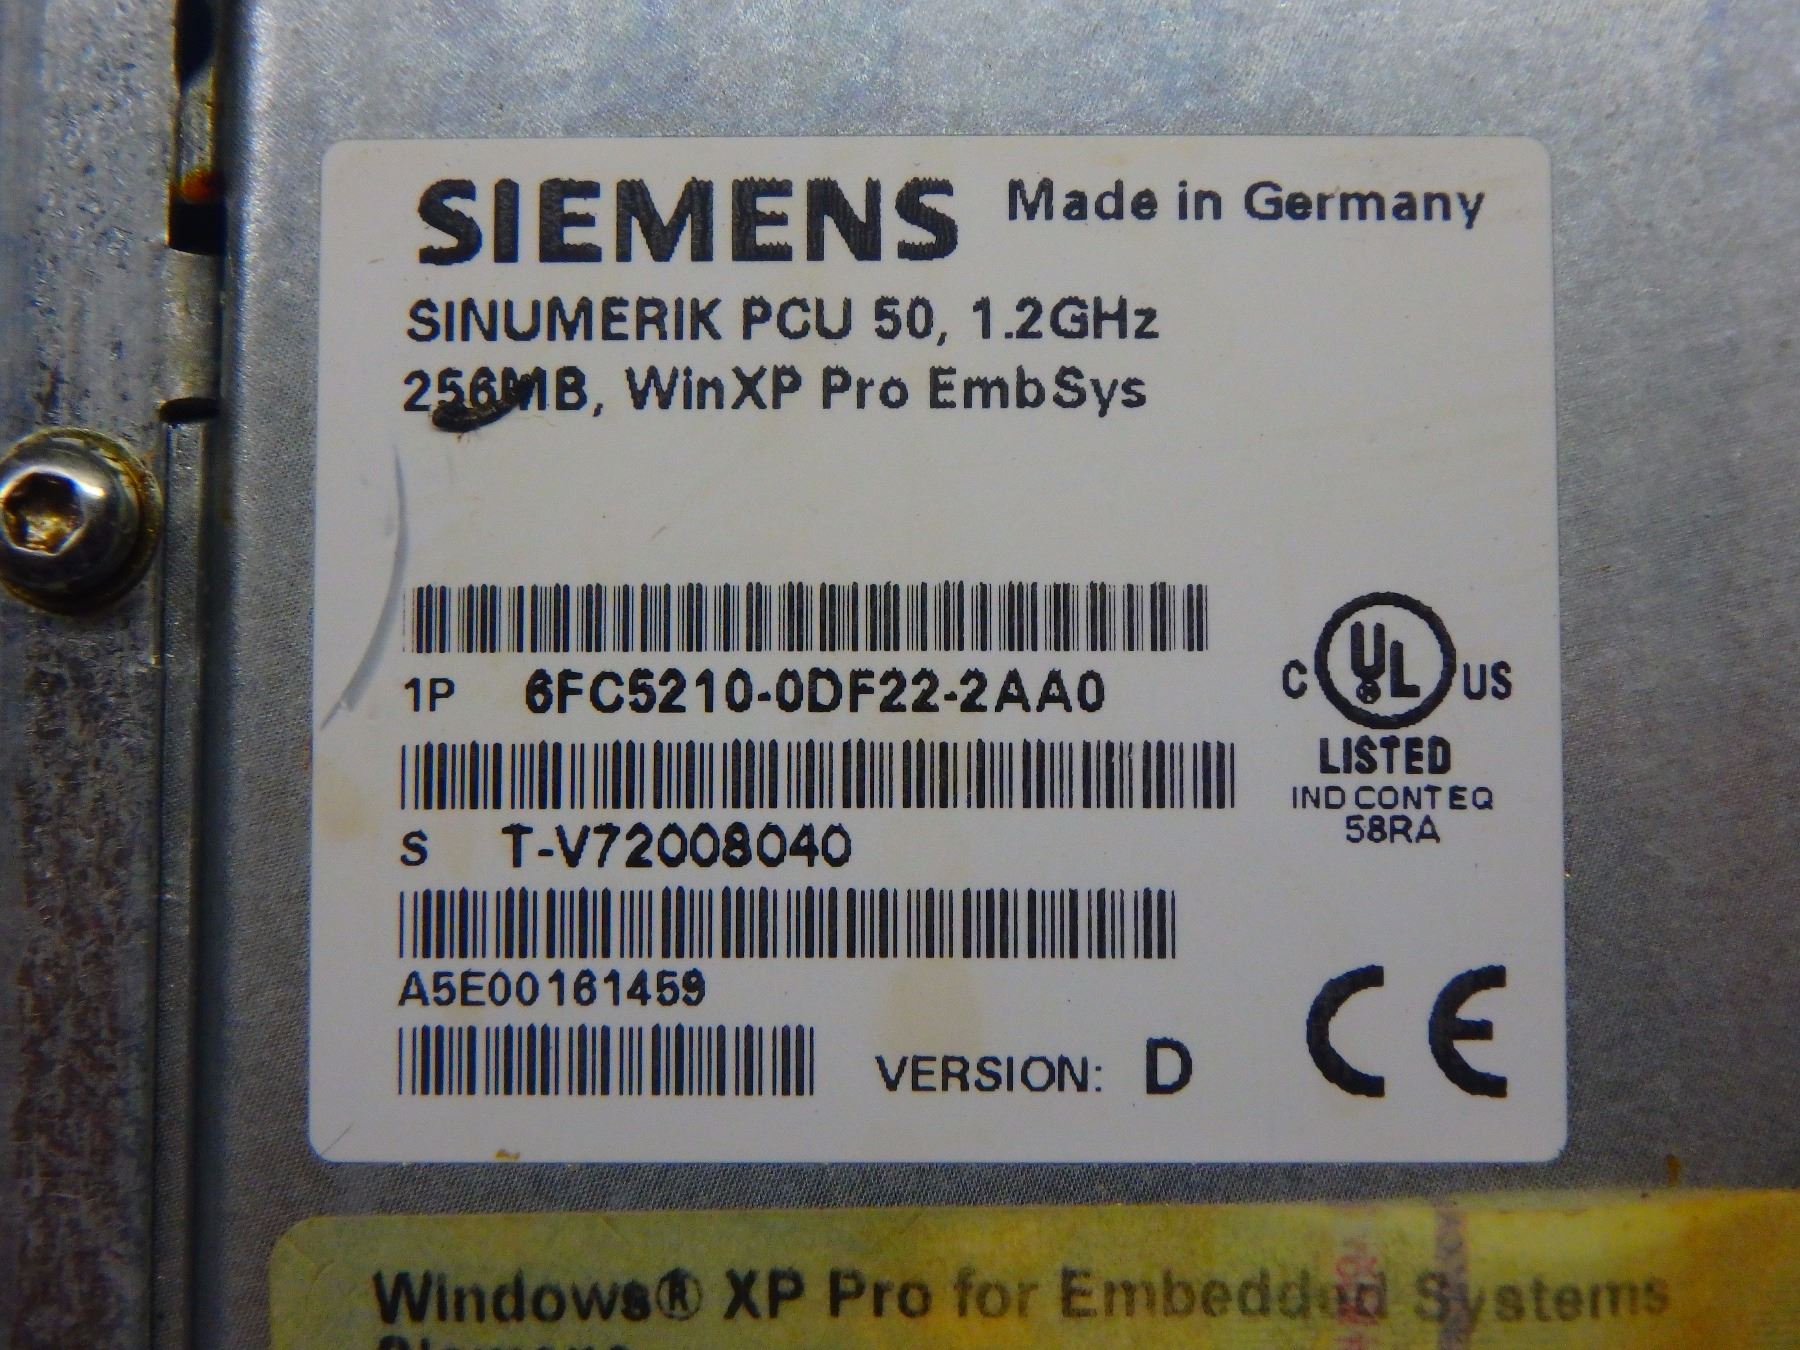 SIEMENS Made in Germany
SINUMERIK PCU 50, 1.2GHz
256MB, WinXP Pro EmbSys
1P 6FC5210-0DF22-2AA0
C UL® US
LISTED
IND CONT EQ
58RA
S T-V72008040
A5E00161459
VERSION: D
CE
Windows® XP Pro for Embedded Systems